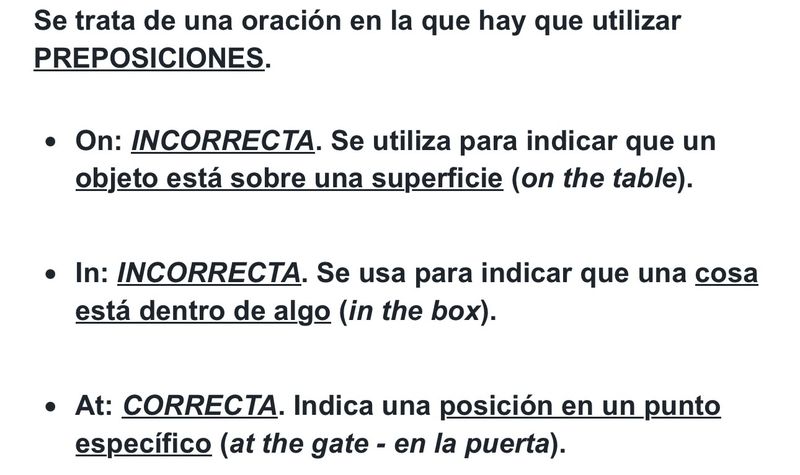 Se trata de una oración en la que hay que utilizar
PREPOSICIONES.
• On: INCORRECTA. Se utiliza para indicar que un
objeto está sobre una superficie (on the table).
• In: INCORRECTA. Se usa para indicar que una cosa
está dentro de algo (in the box).
• At: CORRECTA. Indica una posición en un punto
específico (at the gate - en la puerta).